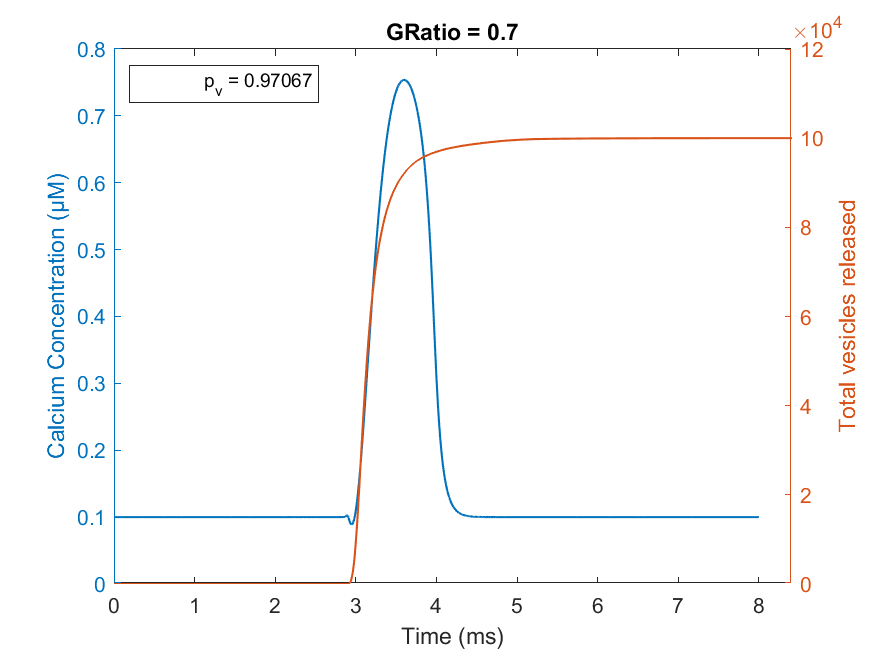 GRatio = 0.7
×10⁴
p_v = 0.97067
0.8
0.7
0.6
0.5
0.4
0.3
0.2
0.1
0
Calcium Concentration (µM)
12
10
8
6
4
2
0
Total vesicles released
0 1 2 3 4 5 6 7 8
Time (ms)